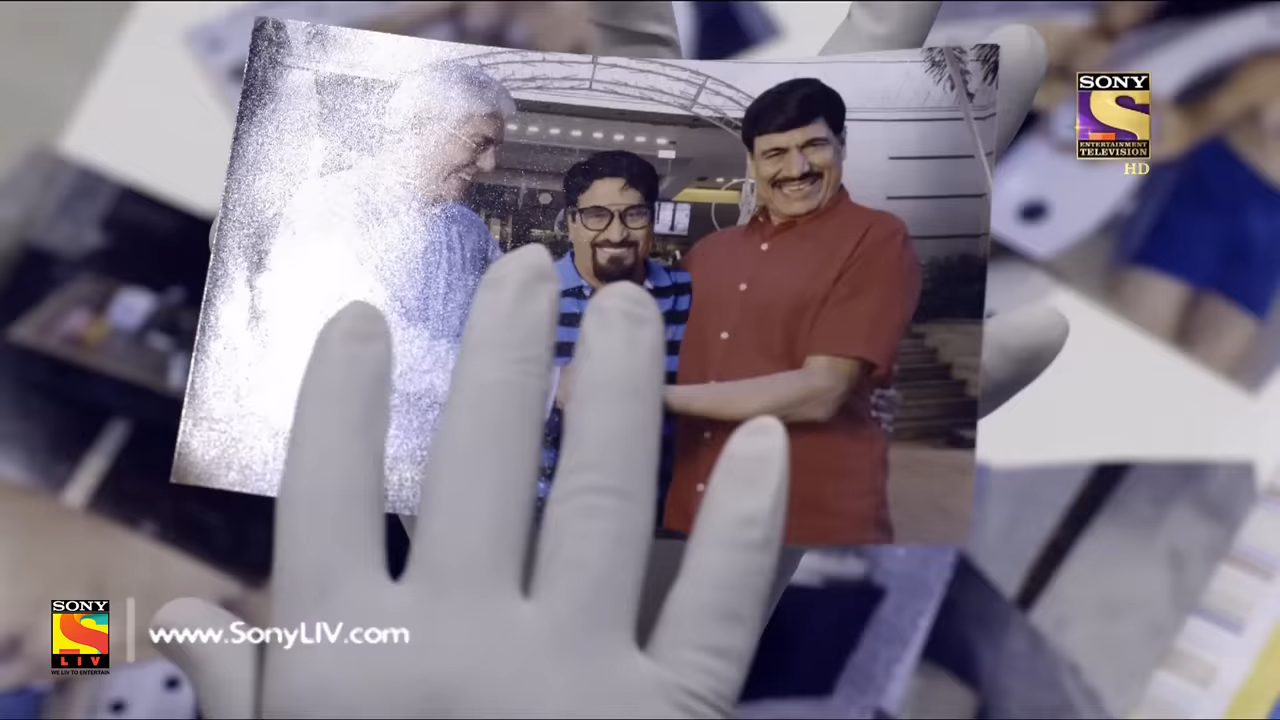 SONY
ENTERTAINMENT
TELEVISION
HD
SONY
LIV
WE LIV TO ENTERTAIN
www.SonyLIV.com